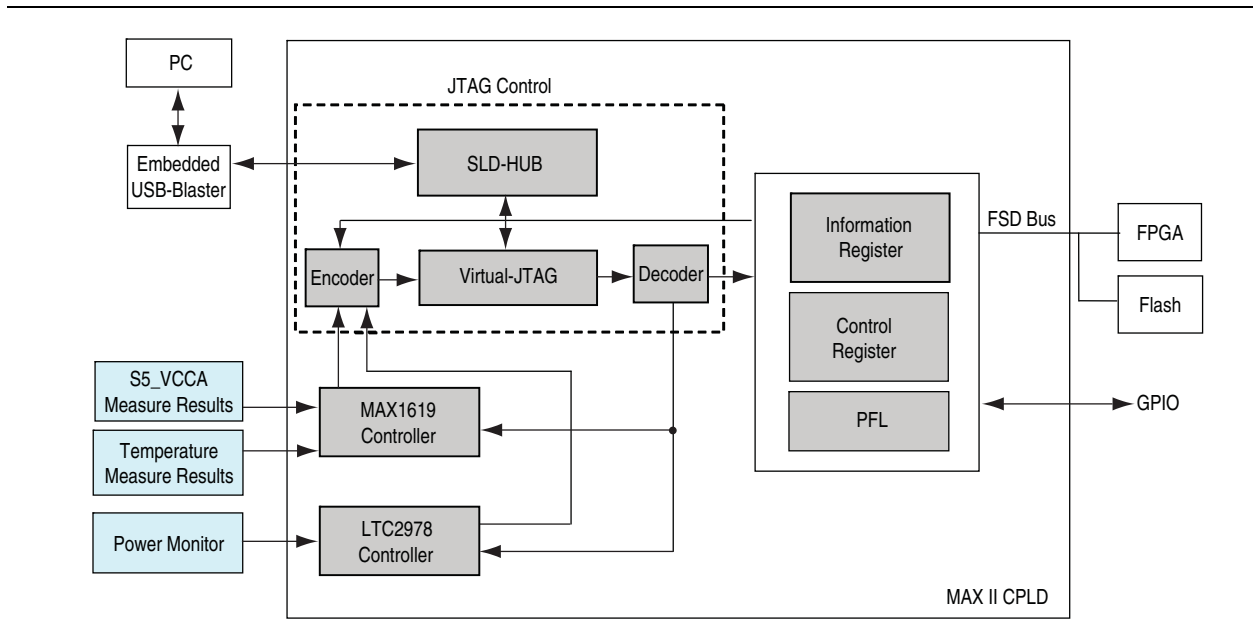 PC
JTAG Control
Embedded
USB-Blaster
SLD-HUB
Encoder
Virtual-JTAG
Decoder
Information
Register
FSD Bus
FPGA
Flash
Control
Register
S5_VCCA
Measure Results
MAX1619
Controller
PFL
GPIO
Temperature
Measure Results
Power Monitor
LTC2978
Controller
MAX II CPLD